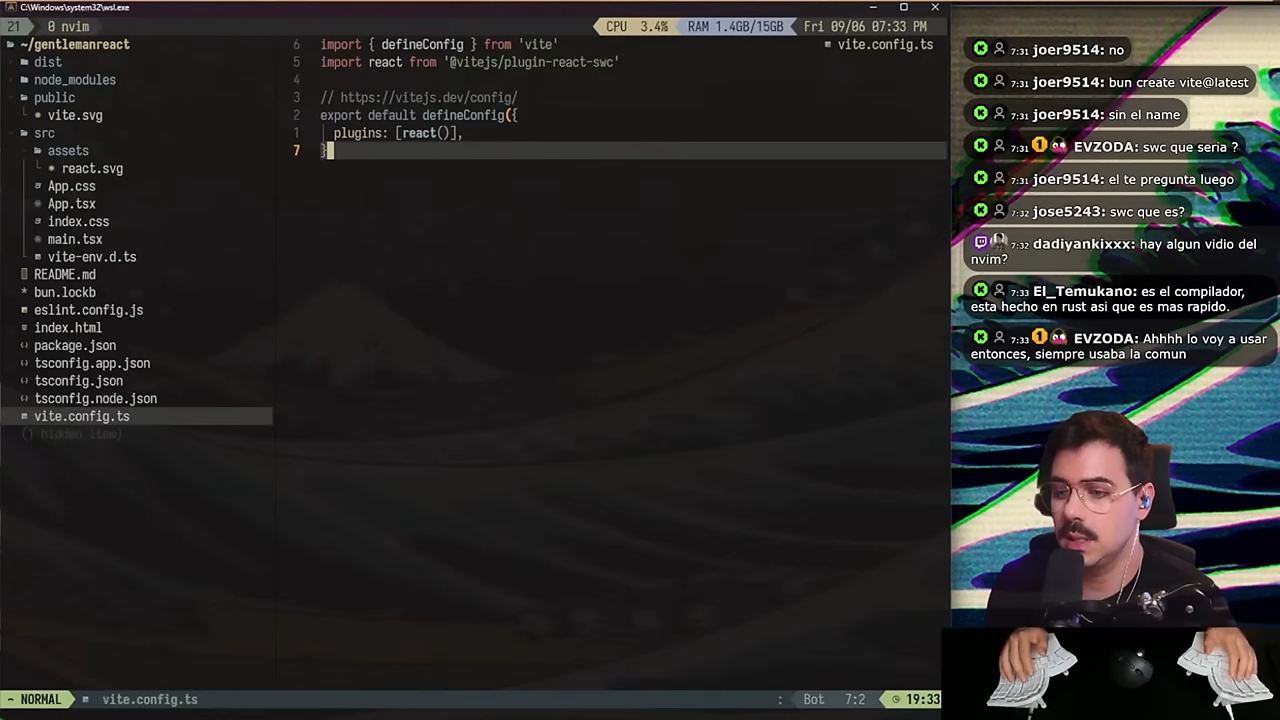 C:\Windows\system32\wsl.exe
21 0 nvim
CPU 3.4% RAM 1.4GB/15GB Fri 09/06 07:33 PM
~/gentlemanreact
dist
node_modules
public
vite.svg
src
assets
react.svg
App.css
App.tsx
index.css
main.tsx
vite-env.d.ts
README.md
bun.lockb
eslint.config.js
index.html
package.json
tsconfig.app.json
tsconfig.json
tsconfig.node.json
vite.config.ts
(1 hidden item)
6 import { defineConfig } from 'vite'
5 import react from '@vitejs/plugin-react-swc'
4
3 // https://vitejs.dev/config/
2 export default defineConfig({
1 plugins: [react()],
7 }
vite.config.ts
- NORMAL vite.config.ts : Bot 7:2 19:33
7:31 joer9514: no
7:31 joer9514: bun create vite@latest
7:31 joer9514: sin el name
7:31 1 EVZODA: swc que seria ?
7:31 joer9514: el te pregunta luego
7:32 jose5243: swc que es?
7:32 dadiyankixxx: hay algun vidio del
nvim?
7:33 El_Temukano: es el compilador,
esta hecho en rust asi que es mas rapido.
7:33 1 EVZODA: Ahhhh lo voy a usar
entonces, siempre usaba la comun